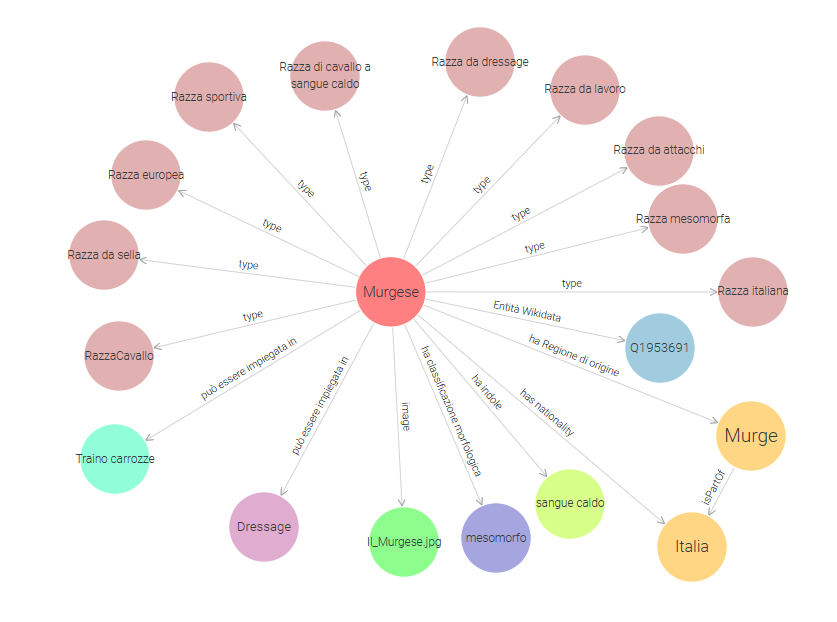 Razza da dressage
Razza di cavallo a
sangue caldo
Razza da lavoro
Razza sportiva
Razza da attacchi
Razza europea
Razza mesomorfa
Razza da sella
Razza italiana
type
type
type
type
type
type
type
type
type
type
Murgese
Entità Wikidata
Q1953691
RazzaCavallo
ha Regione di origine
può essere impiegata in
può essere impiegata in
image
ha classificazione morfologica
ha indole
has nationality
Murge
isPartOf
Traino carrozze
Dressage
Il_Murgese.jpg
mesomorfo
sangue caldo
Italia